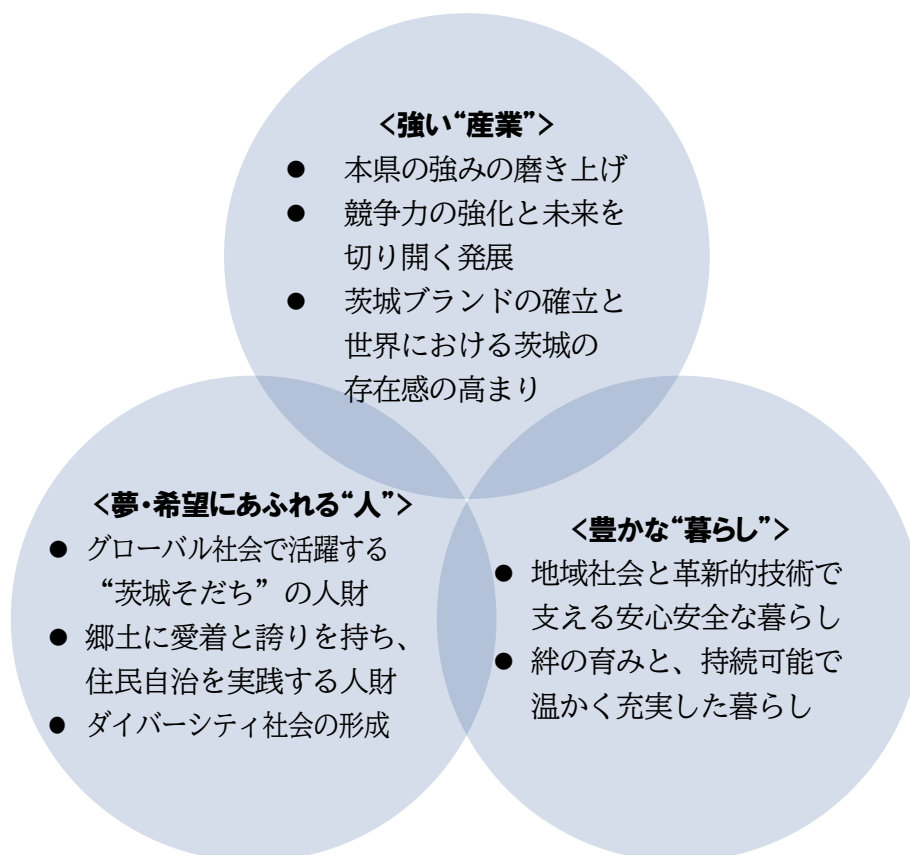 <強い“産業”>
● 本県の強みの磨き上げ
● 競争力の強化と未来を
切り開く発展
● 茨城ブランドの確立と
世界における茨城の
存在感の高まり
<夢・希望にあふれる“人”>
● グローバル社会で活躍する
“茨城そだち”の人財
● 郷土に愛着と誇りを持ち、
住民自治を実践する人財
● ダイバーシティ社会の形成
<豊かな“暮らし”>
● 地域社会と革新的技術で
支える安心安全な暮らし
● 絆の育みと、持続可能で
温かく充実した暮らし